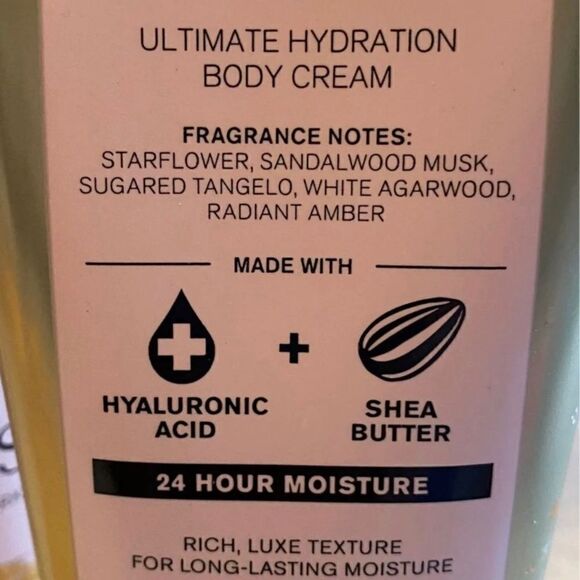 ULTIMATE HYDRATION
BODY CREAM
FRAGRANCE NOTES:
STARFLOWER, SANDALWOOD MUSK,
SUGARED TANGELO, WHITE AGARWOOD,
RADIANT AMBER
MADE WITH
+
HYALURONIC
ACID
SHEA
BUTTER
24 HOUR MOISTURE
RICH, LUXE TEXTURE
FOR LONG-LASTING MOISTURE